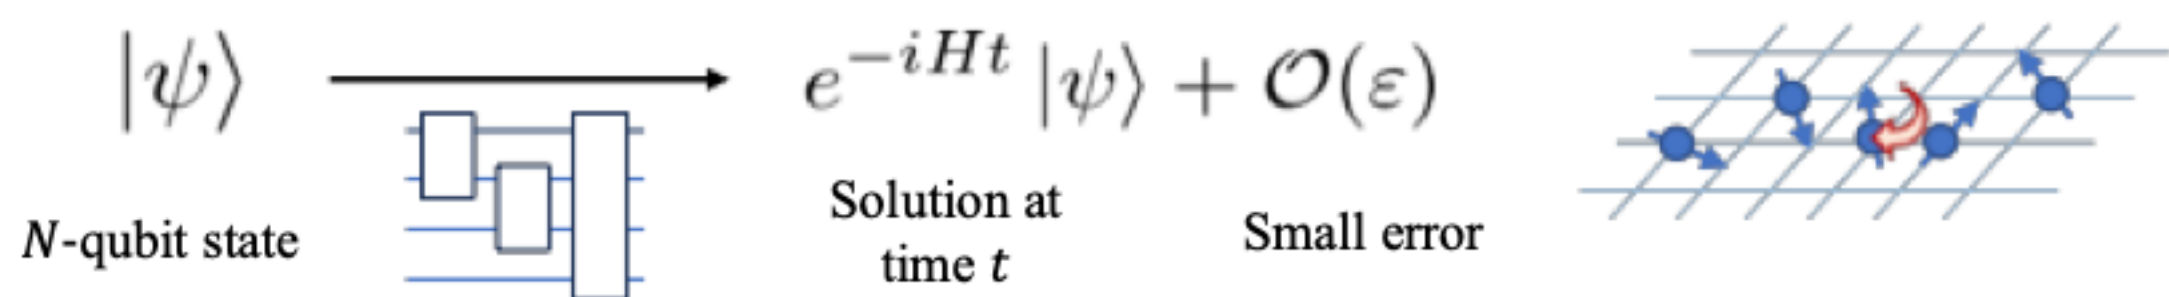 |ψ⟩
e^{-iHt} |ψ⟩ + 𝒪(ε)
N-qubit state
Solution at
time t
Small error